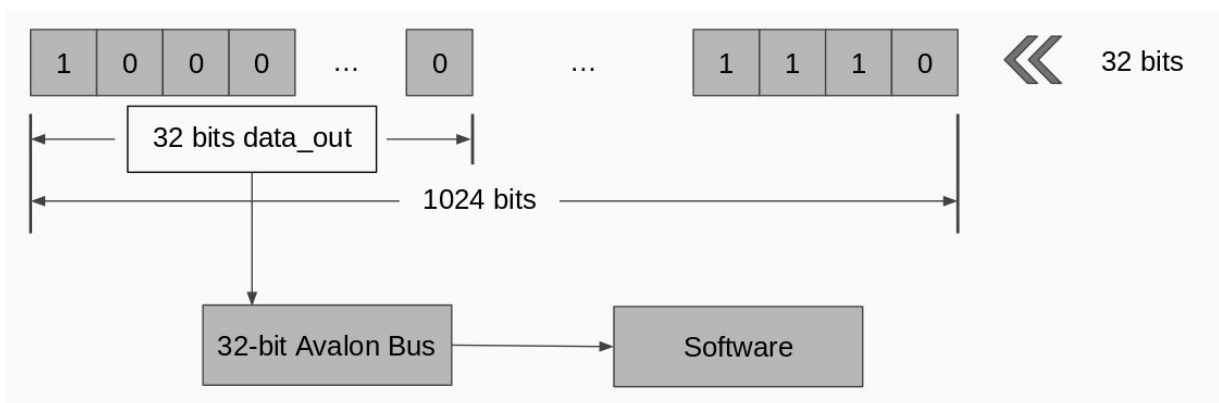 1 0 0 0 ... 0 ... 1 1 1 0 32 bits
32 bits data_out
1024 bits
32-bit Avalon Bus
Software